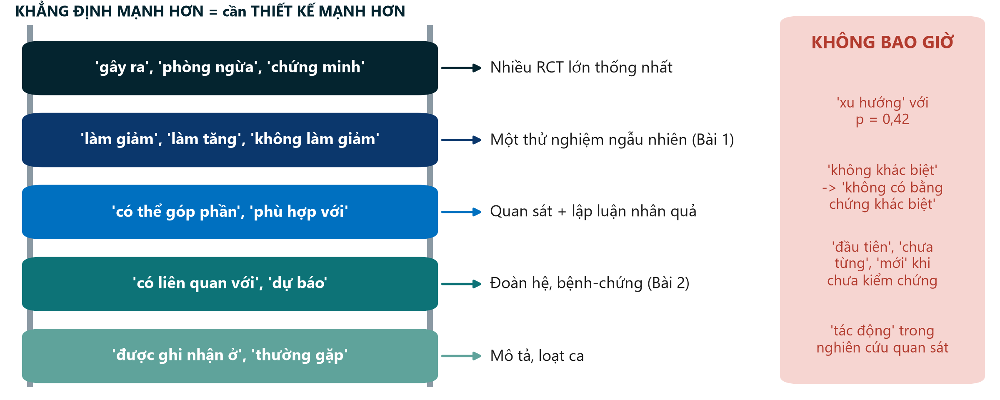 KHẲNG ĐỊNH MẠNH HƠN = cần THIẾT KẾ MẠNH HƠN
'gây ra', 'phòng ngừa', 'chứng minh'
Nhiều RCT lớn thống nhất
'làm giảm', 'làm tăng', 'không làm giảm'
Một thử nghiệm ngẫu nhiên (Bài 1)
'có thể góp phần', 'phù hợp với'
Quan sát + lập luận nhân quả
'có liên quan với', 'dự báo'
Đoàn hệ, bệnh-chứng (Bài 2)
'được ghi nhận ở', 'thường gặp'
Mô tả, loạt ca
KHÔNG BAO GIỜ
'xu hướng' với
p = 0,42
'không khác biệt'
-> 'không có bằng
chứng khác biệt'
'đầu tiên', 'chưa
từng', 'mới' khi
chưa kiểm chứng
'tác động' trong
nghiên cứu quan sát